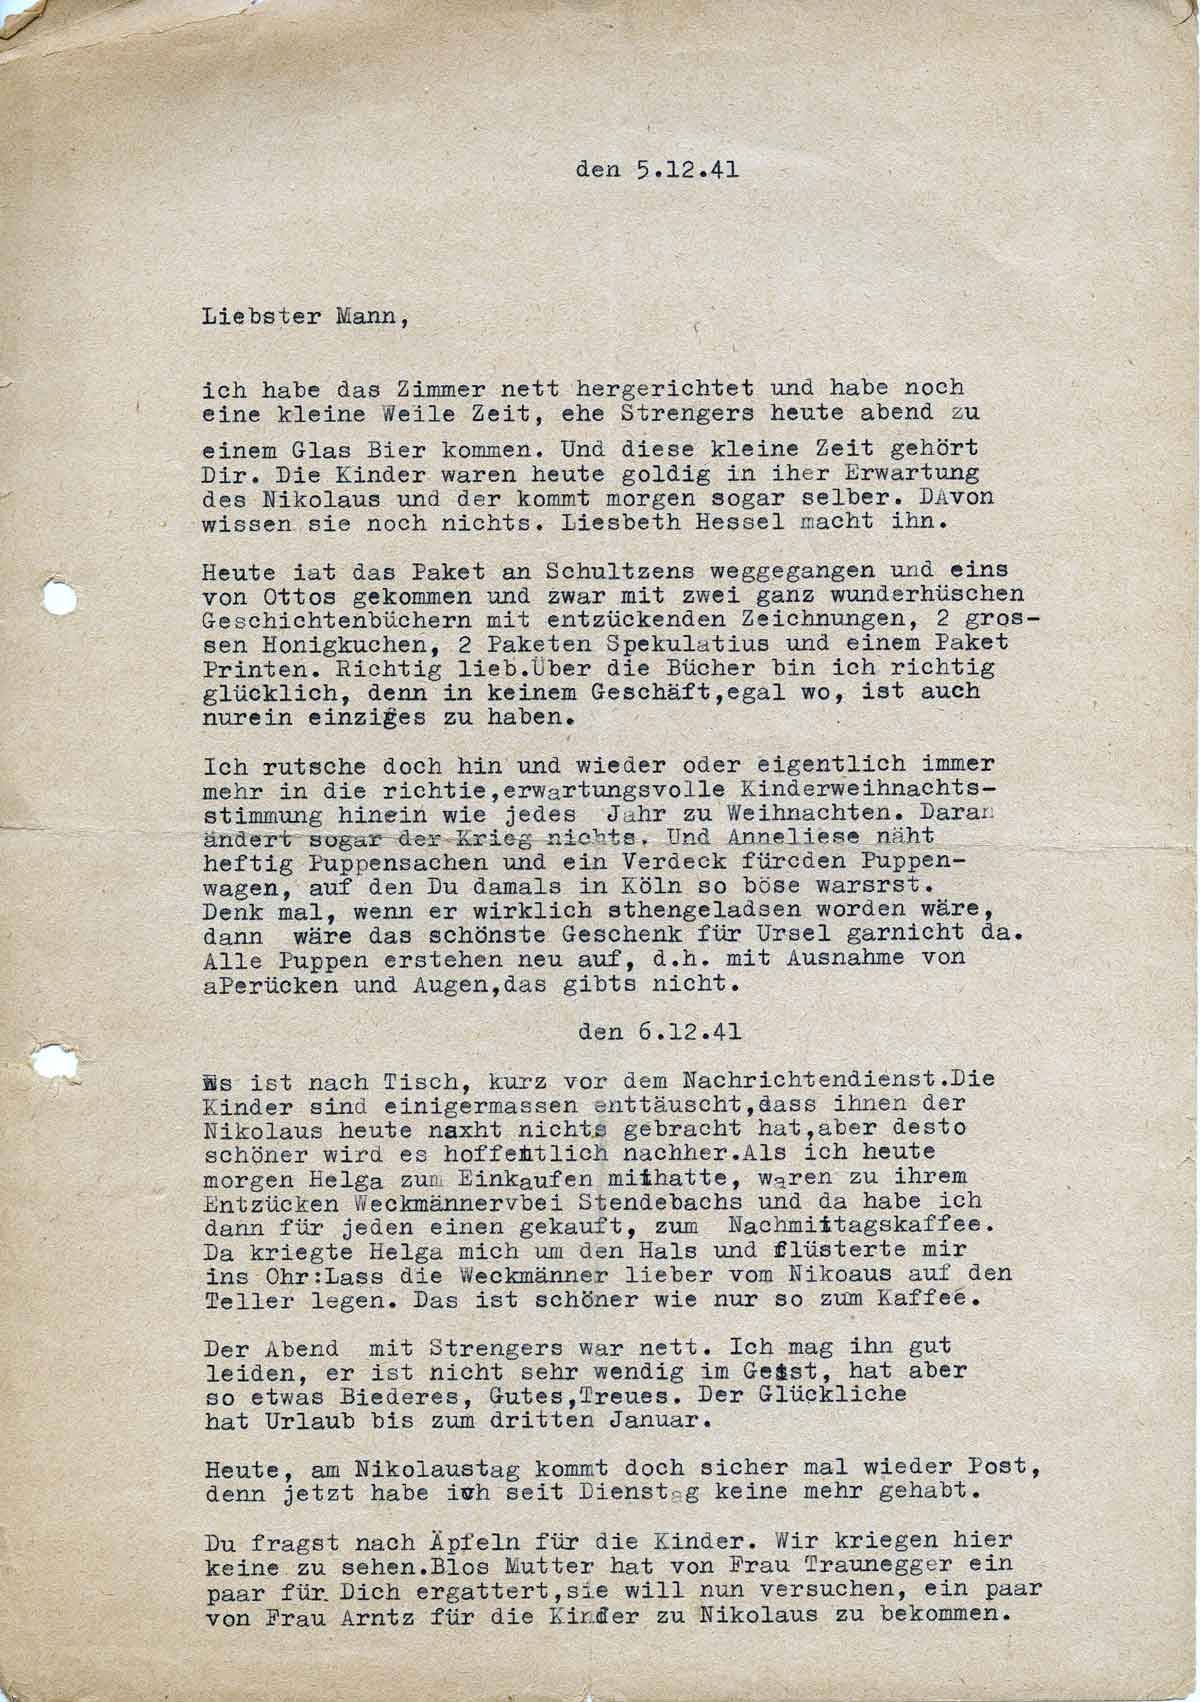 den 5.12.41
Liebster Mann,
ich habe das Zimmer nett hergerichtet und habe noch
eine kleine Weile Zeit, ehe Strengers heute abend zu
einem Glas Bier kommen. Und diese kleine Zeit gehört
Dir. Die Kinder waren heute goldig in iher Erwartung
des Nikolaus und der kommt morgen sogar selber. DAvon
wissen sie noch nichts. Liesbeth Hessel macht ihn.
Heute iat das Paket an Schultzens weggegangen und eins
von Ottos gekommen und zwar mit zwei ganz wunderhüschen
Geschichtenbüchern mit entzückenden Zeichnungen, 2 gros-
sen Honigkuchen, 2 Paketen Spekulatius und einem Paket
Printen. Richtig lieb.Über die Bücher bin ich richtig
glücklich, denn in keinem Geschäft,egal wo, ist auch
nurein einziges zu haben.
Ich rutsche doch hin und wieder oder eigentlich immer
mehr in die richtie,erwartungsvolle Kinderweihnachts-
stimmung hinein wie jedes Jahr zu Weihnachten. Daran
ändert sogar der Krieg nichts. Und Anneliese näht
heftig Puppensachen und ein Verdeck fürcden Puppen-
wagen, auf den Du damals in Köln so böse warsrst.
Denk mal, wenn er wirklich sthengeladsen worden wäre,
dann wäre das schönste Geschenk für Ursel garnicht da.
Alle Puppen erstehen neu auf, d.h. mit Ausnahme von
aPerücken und Augen,das gibts nicht.
den 6.12.41
Es ist nach Tisch, kurz vor dem Nachrichtendienst.Die
Kinder sind einigermassen enttäuscht,dass ihnen der
Nikolaus heute naxht nichts gebracht hat,aber desto
schöner wird es hoffentlich nachher.Als ich heute
morgen Helga zum Einkaufen mithatte, waren zu ihrem
Entzücken Weckmännervbei Stendebachs und da habe ich
dann für jeden einen gekauft, zum Nachmittagskaffee.
Da kriegte Helga mich um den Hals und flüsterte mir
ins Ohr:Lass die Weckmänner lieber vom Nikoaus auf den
Teller legen. Das ist schöner wie nur so zum Kaffee.
Der Abend mit Strengers war nett. Ich mag ihn gut
leiden, er ist nicht sehr wendig im Geist, hat aber
so etwas Biederes, Gutes,Treues. Der Glückliche
hat Urlaub bis zum dritten Januar.
Heute, am Nikolaustag kommt doch sicher mal wieder Post,
denn jetzt habe ich seit Dienstag keine mehr gehabt.
Du fragst nach Äpfeln für die Kinder. Wir kriegen hier
keine zu sehen.Blos Mutter hat von Frau Traunegger ein
paar für Dich ergattert,sie will nun versuchen, ein paar
von Frau Arntz für die Kinder zu Nikolaus zu bekommen.